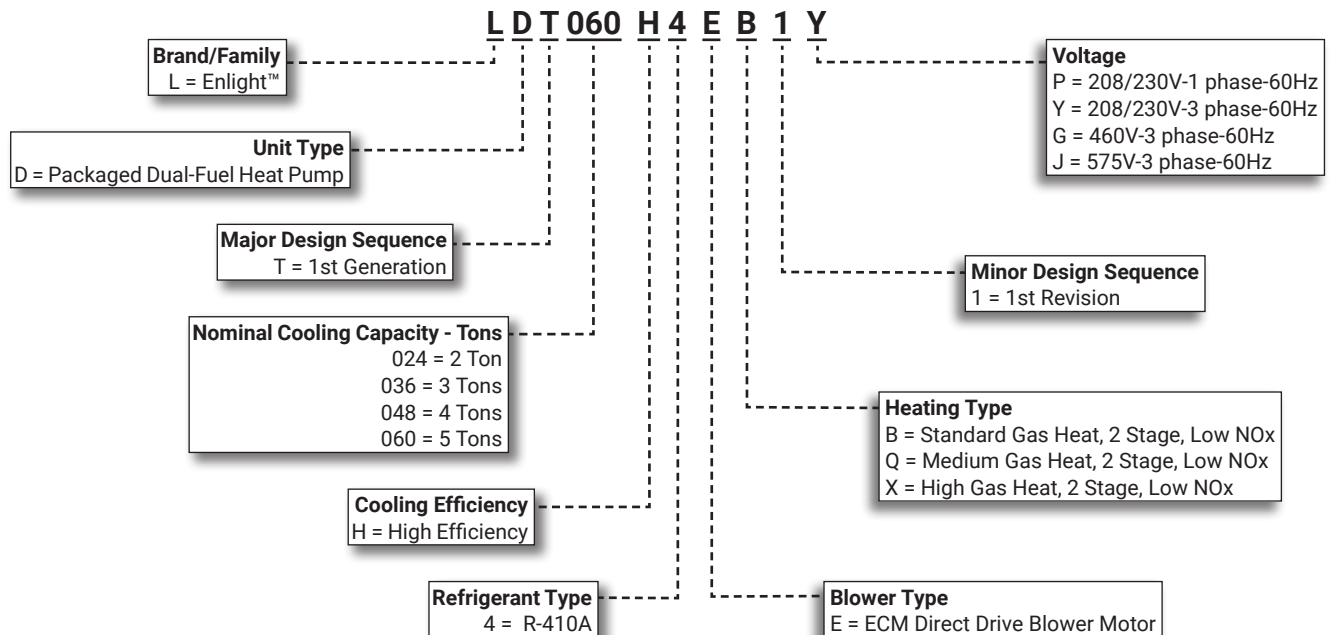 L D T 060 H 4 E B 1 Y
Brand/Family
L = Enlight™
Unit Type
D = Packaged Dual-Fuel Heat Pump
Major Design Sequence
T = 1st Generation
Nominal Cooling Capacity - Tons
024 = 2 Ton
036 = 3 Tons
048 = 4 Tons
060 = 5 Tons
Cooling Efficiency
H = High Efficiency
Refrigerant Type
4 = R-410A
Voltage
P = 208/230V-1 phase-60Hz
Y = 208/230V-3 phase-60Hz
G = 460V-3 phase-60Hz
J = 575V-3 phase-60Hz
Minor Design Sequence
1 = 1st Revision
Heating Type
B = Standard Gas Heat, 2 Stage, Low NOx
Q = Medium Gas Heat, 2 Stage, Low NOx
X = High Gas Heat, 2 Stage, Low NOx
Blower Type
E = ECM Direct Drive Blower Motor